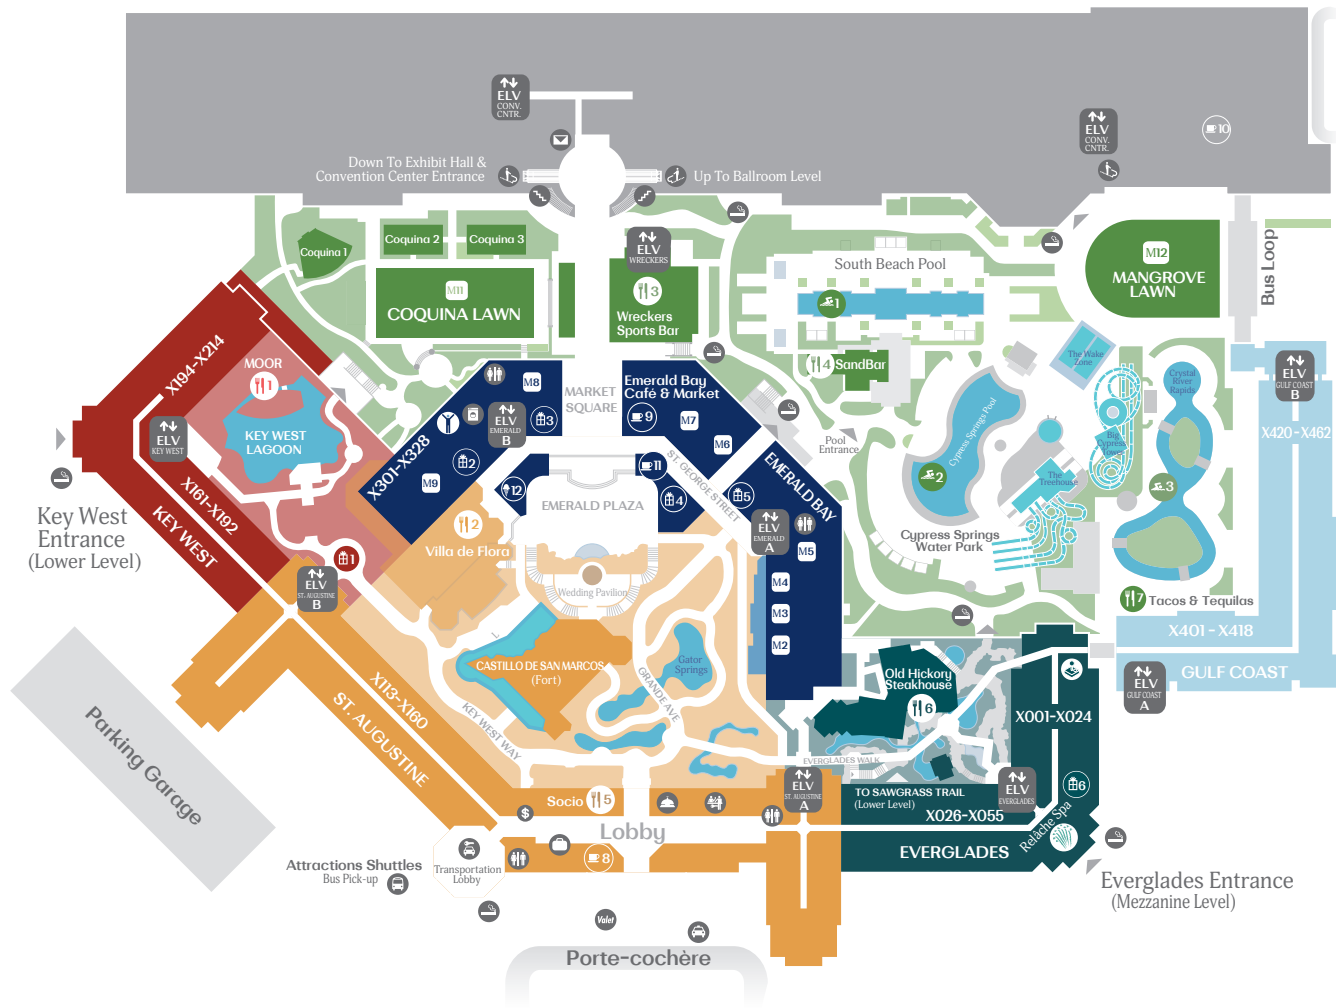 ELV
CONV.
CNTR.
ELV
CONV.
CNTR.
10
Down To Exhibit Hall &
Convention Center Entrance
Up To Ballroom Level
Coquina 1
Coquina 2
Coquina 3
M11
COQUINA LAWN
ELV
WRECKERS
3
Wreckers
Sports Bar
South Beach Pool
1
4
SandBar
M12
MANGROVE
LAWN
Bus Loop
X194-X214
MOOR
1
KEY WEST
LAGOON
ELV
KEY WEST
X161-X192
KEY WEST
Key West
Entrance
(Lower Level)
1
M8
ELV
EMERALD
B
3
X301-X328
2
M9
12
MARKET
SQUARE
Emerald Bay
Café & Market
9
M7
M6
11
ST. GEORGE STREET
4
5
EMERALD BAY
EMERALD PLAZA
ELV
EMERALD
A
M5
M4
M3
M2
Pool
Entrance
The Wake
Zone
Crystal
River
Rapids
Cypress Springs Pool
2
Big
Cypress
Tower
The
Treehouse
3
Cypress Springs
Water Park
7
Tacos & Tequilas
ELV
GULF COAST
B
X420-X462
X401-X418
GULF COAST
ELV
GULF COAST
A
2
Villa de Flora
Wedding Pavilion
ELV
ST. AUGUSTINE
B
CASTILLO DE SAN MARCOS
(Fort)
Gator
Springs
GRANDE AVE
KEY WEST WAY
X113-X160
ST. AUGUSTINE
Parking Garage
Old Hickory
Steakhouse
6
EVERGLADES WALK
X001-X024
ELV
ST. AUGUSTINE
A
TO SAWGRASS TRAIL
(Lower Level)
ELV
EVERGLADES
6
X026-X055
EVERGLADES
Relâche Spa
Everglades Entrance
(Mezzanine Level)
Socio
5
$
Lobby
8
Attractions Shuttles
Bus Pick-up
Transportation
Lobby
Valet
Porte-cochère